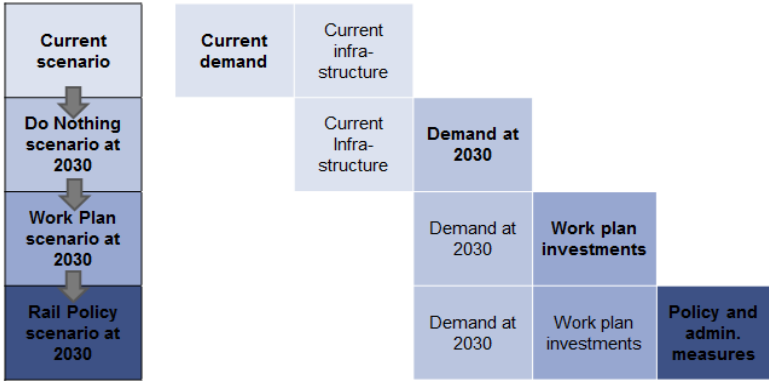 Current
scenario
Current
demand
Current
infra-
structure
Do Nothing
scenario at
2030
Current
Infra-
structure
Demand at
2030
Work Plan
scenario at
2030
Demand at
2030
Work plan
investments
Rail Policy
scenario at
2030
Demand at
2030
Work plan
investments
Policy and
admin.
measures